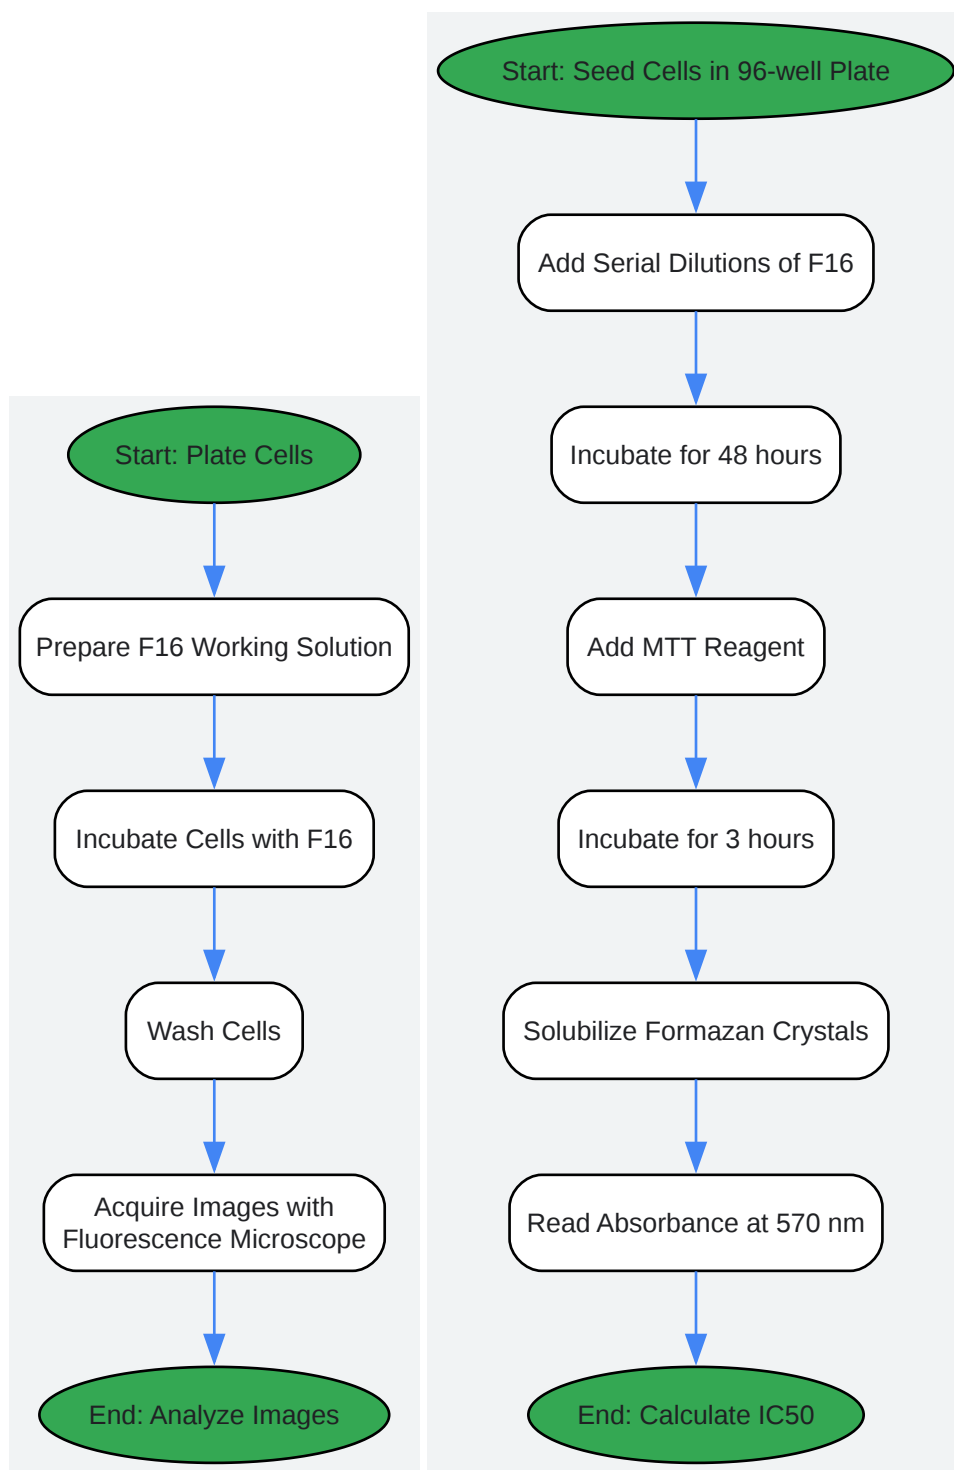 Start: Plate Cells
Prepare F16 Working Solution
Incubate Cells with F16
Wash Cells
Acquire Images with
Fluorescence Microscope
End: Analyze Images
Start: Seed Cells in 96-well Plate
Add Serial Dilutions of F16
Incubate for 48 hours
Add MTT Reagent
Incubate for 3 hours
Solubilize Formazan Crystals
Read Absorbance at 570 nm
End: Calculate IC50